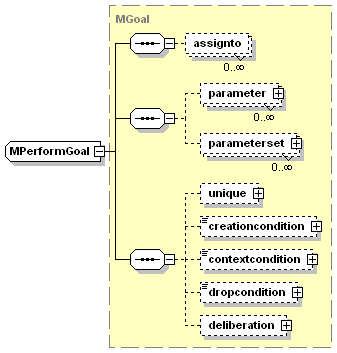 MGoal
assignto
0..∞
parameter
0..∞
parameterset
0..∞
MPerformGoal
unique
creationcondition
contextcondition
dropcondition
deliberation